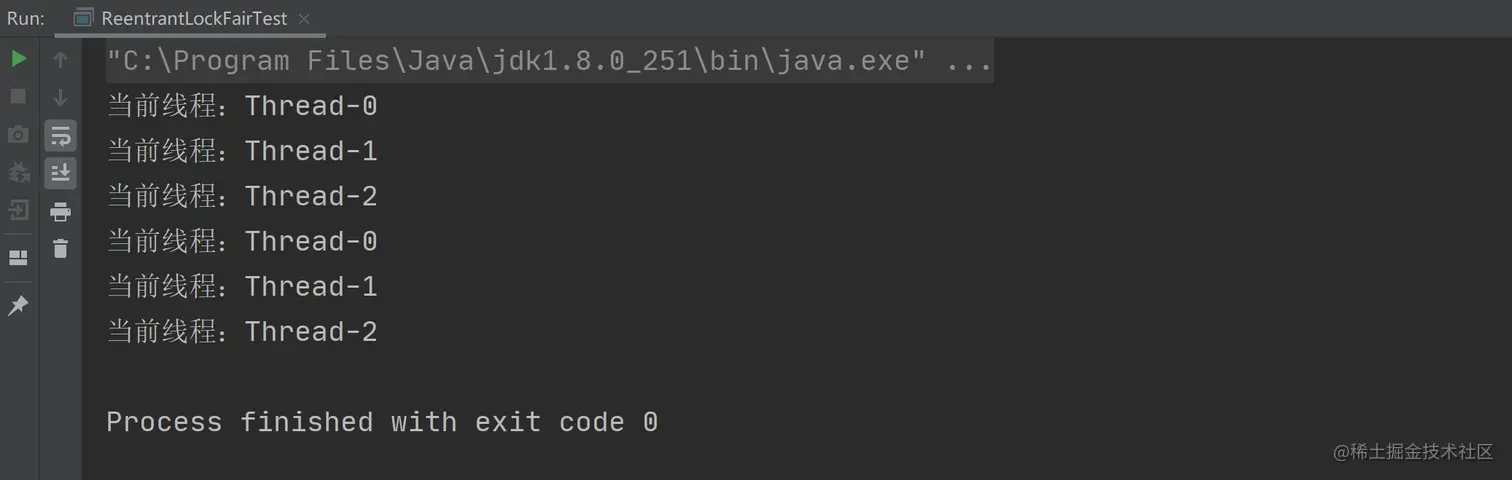 Run: ReentrantLockFairTest
"C:\Program Files\Java\jdk1.8.0_251\bin\java.exe" ...
当前线程：Thread-0
当前线程：Thread-1
当前线程：Thread-2
当前线程：Thread-0
当前线程：Thread-1
当前线程：Thread-2
Process finished with exit code 0
@稀土掘金技术社区